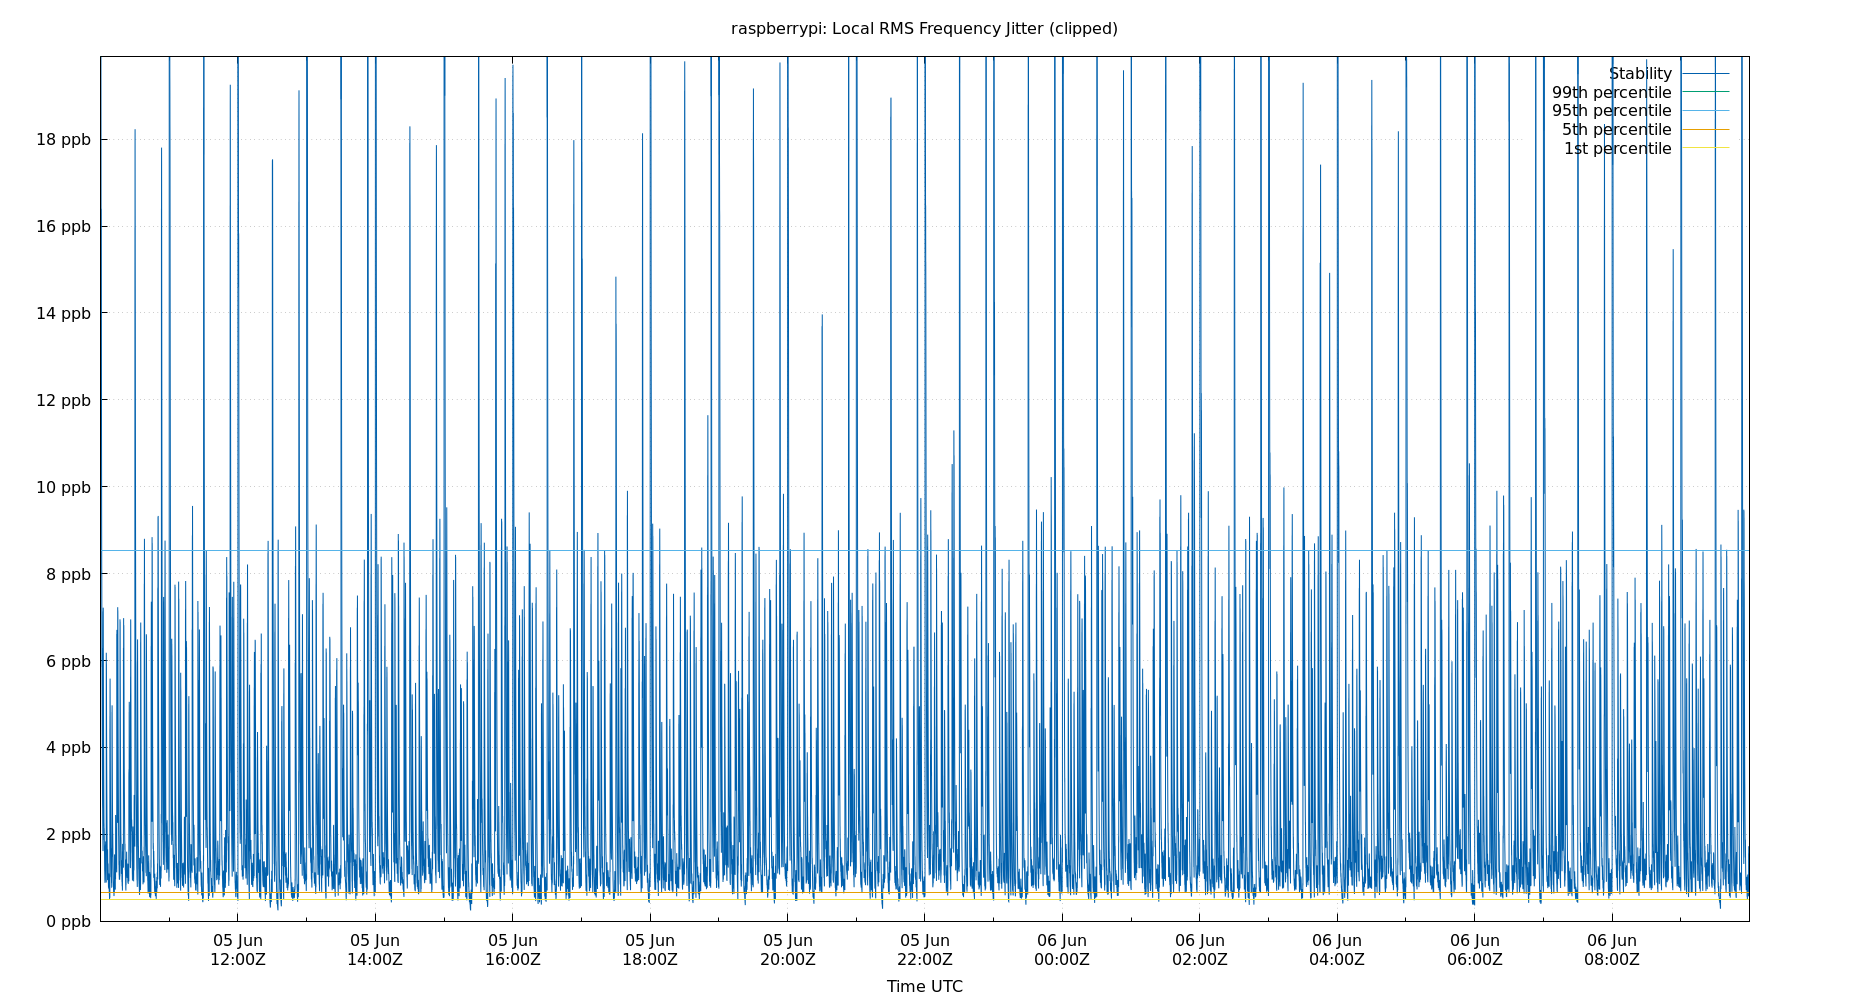 raspberrypi: Local RMS Frequency Jitter (clipped)
Stability
99th percentile
95th percentile
5th percentile
1st percentile
18 ppb
16 ppb
14 ppb
12 ppb
10 ppb
8 ppb
6 ppb
4 ppb
2 ppb
0 ppb
05 Jun
12:00Z
05 Jun
14:00Z
05 Jun
16:00Z
05 Jun
18:00Z
05 Jun
20:00Z
05 Jun
22:00Z
06 Jun
00:00Z
06 Jun
02:00Z
06 Jun
04:00Z
06 Jun
06:00Z
06 Jun
08:00Z
Time UTC